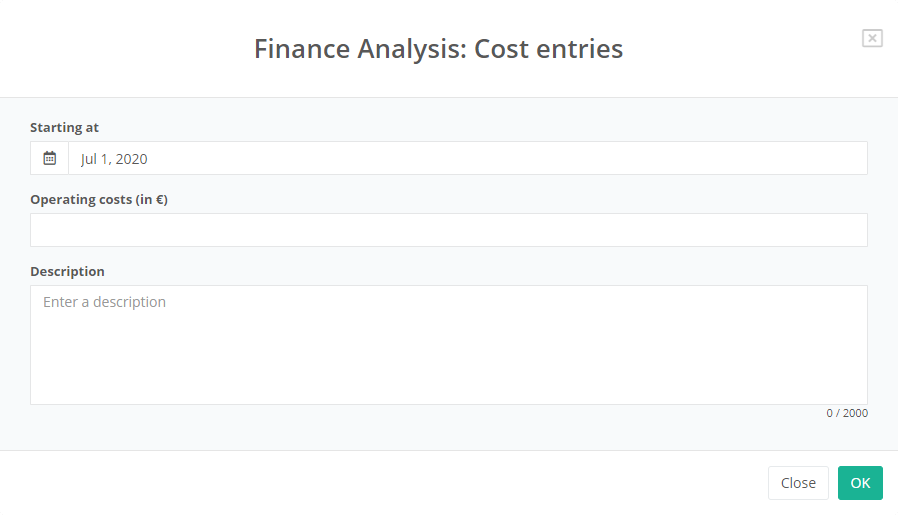 Finance Analysis: Cost entries
Starting at
Jul 1, 2020
Operating costs (in €)
Description
Enter a description
0 / 2000
Close
OK